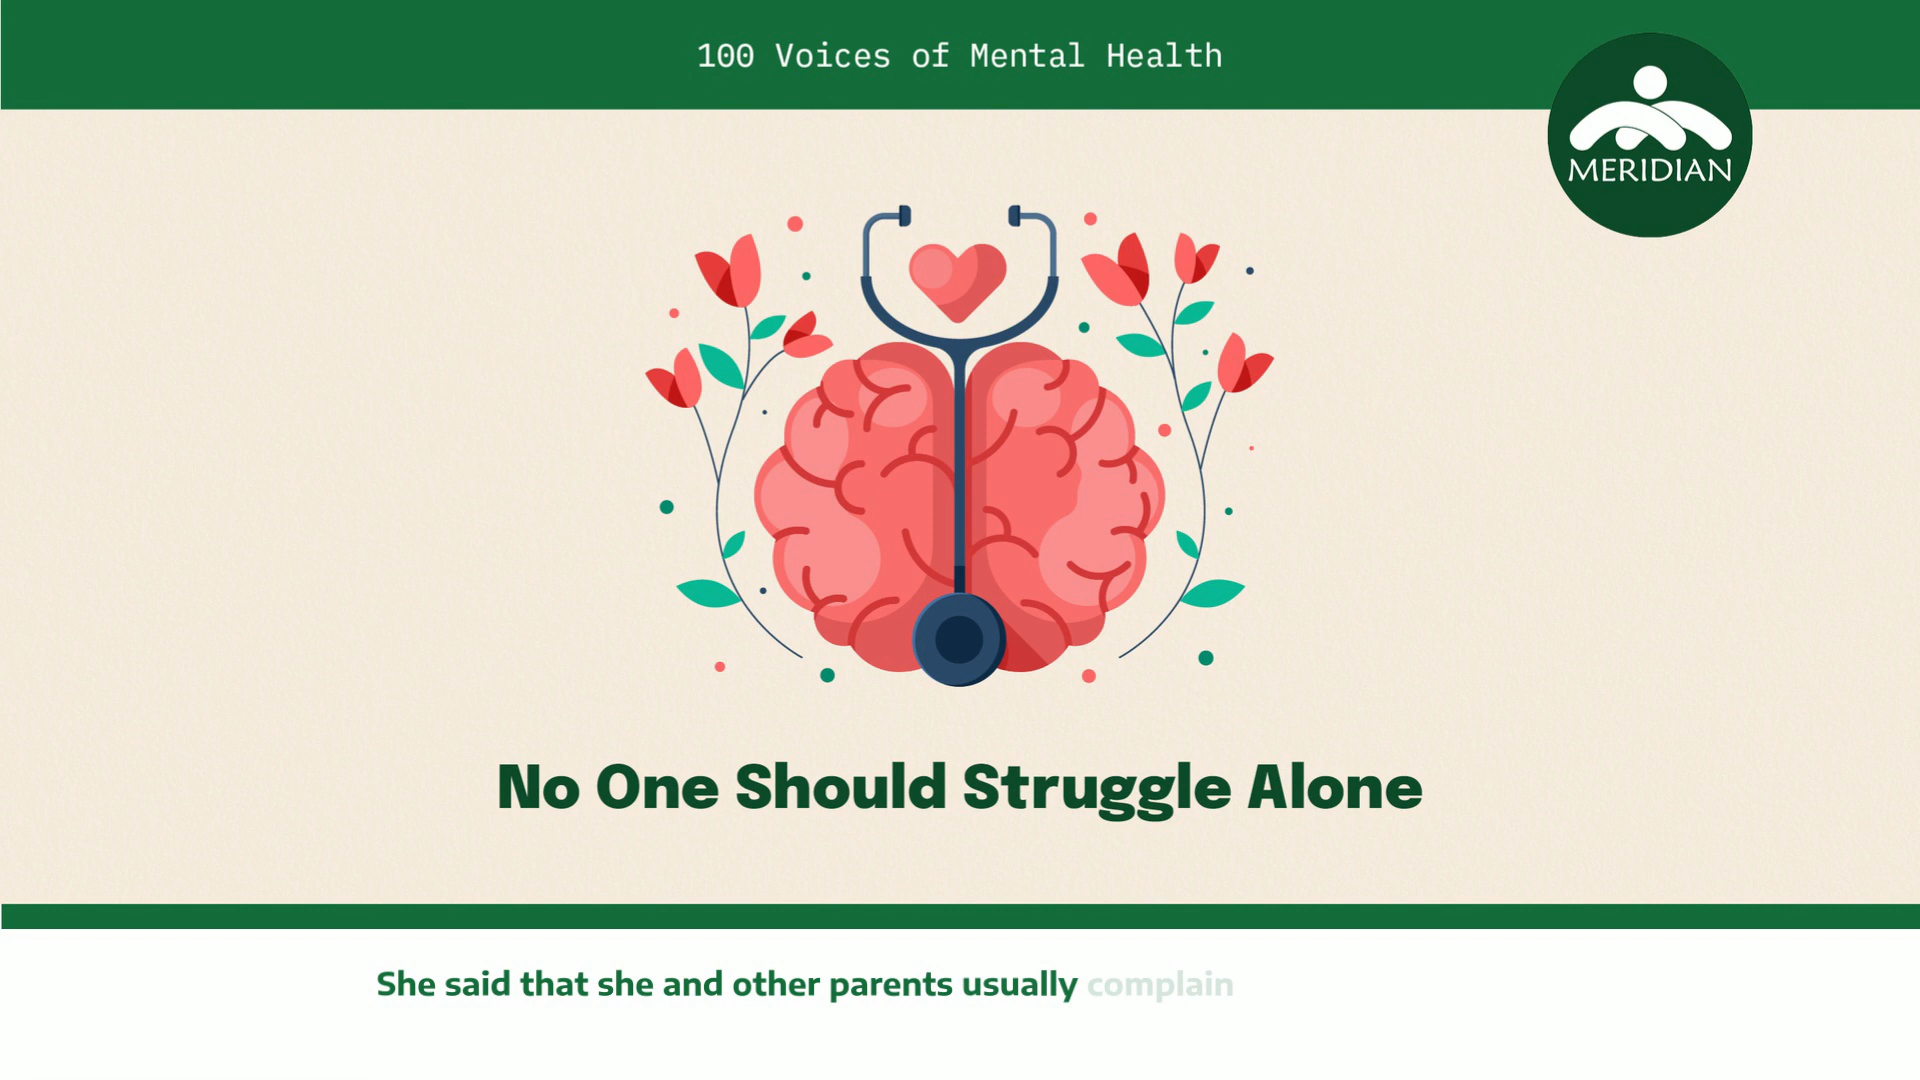 100 Voices of Mental Health
MERIDIAN
No One Should Struggle Alone
She said that she and other parents usually complain